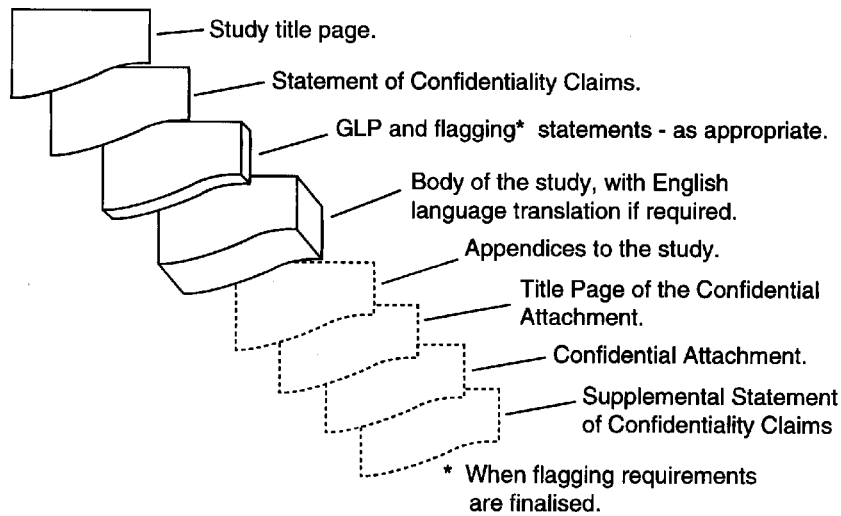 Study title page.
Statement of Confidentiality Claims.
GLP and flagging* statements - as appropriate.
Body of the study, with English
language translation if required.
Appendices to the study.
Title Page of the Confidential
Attachment.
Confidential Attachment.
Supplemental Statement
of Confidentiality Claims
* When flagging requirements
are finalised.